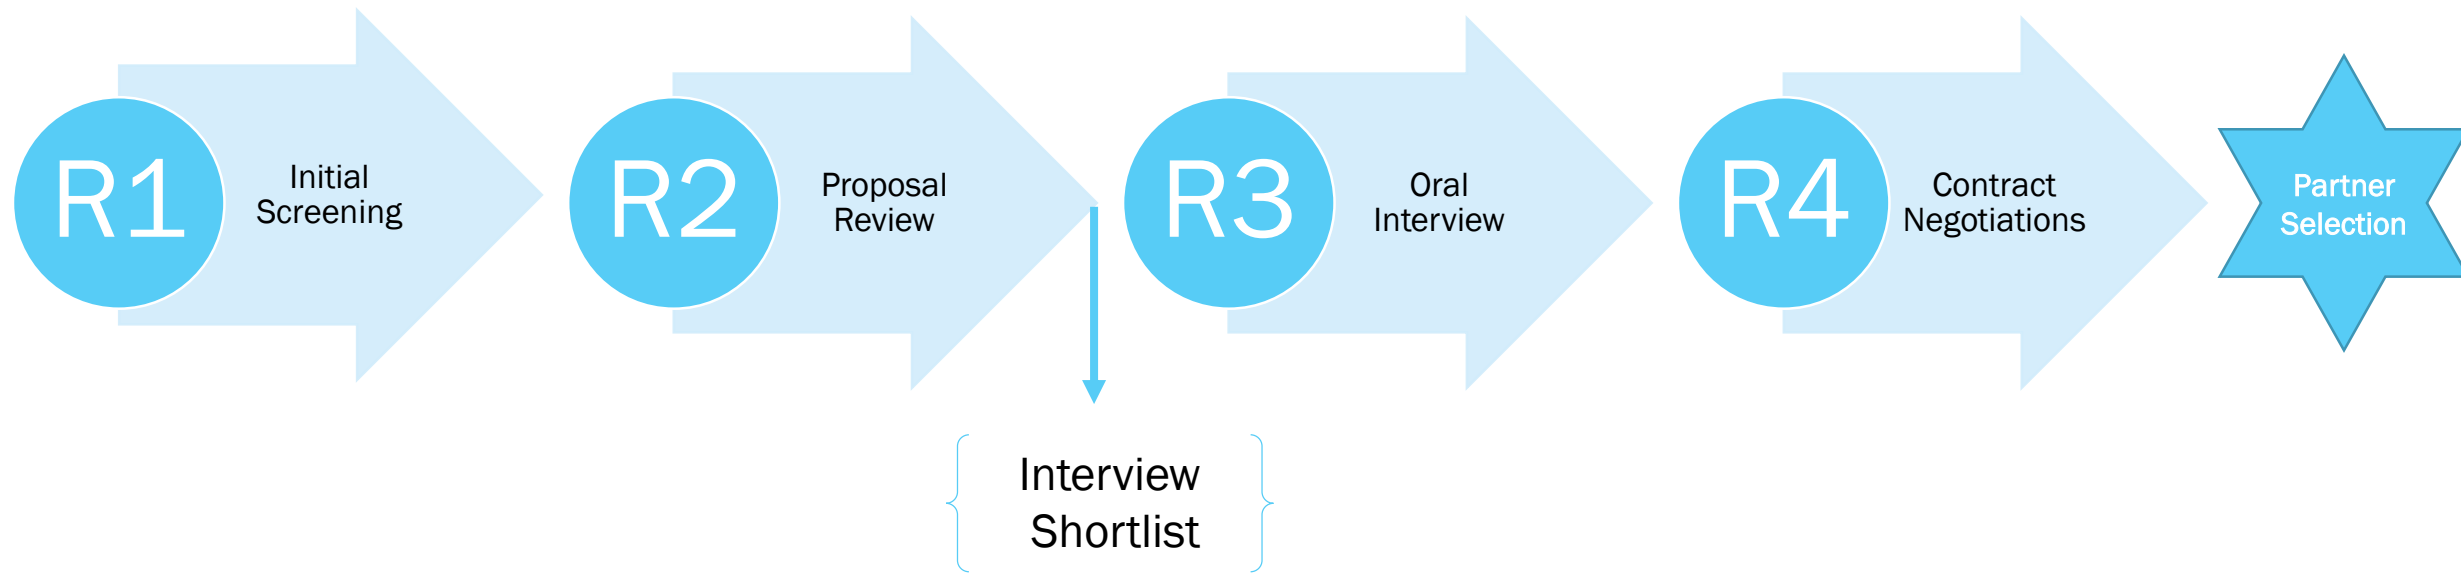 R1
Initial
Screening
R2
Proposal
Review
R3
Oral
Interview
R4
Contract
Negotiations
Partner
Selection
Interview
Shortlist